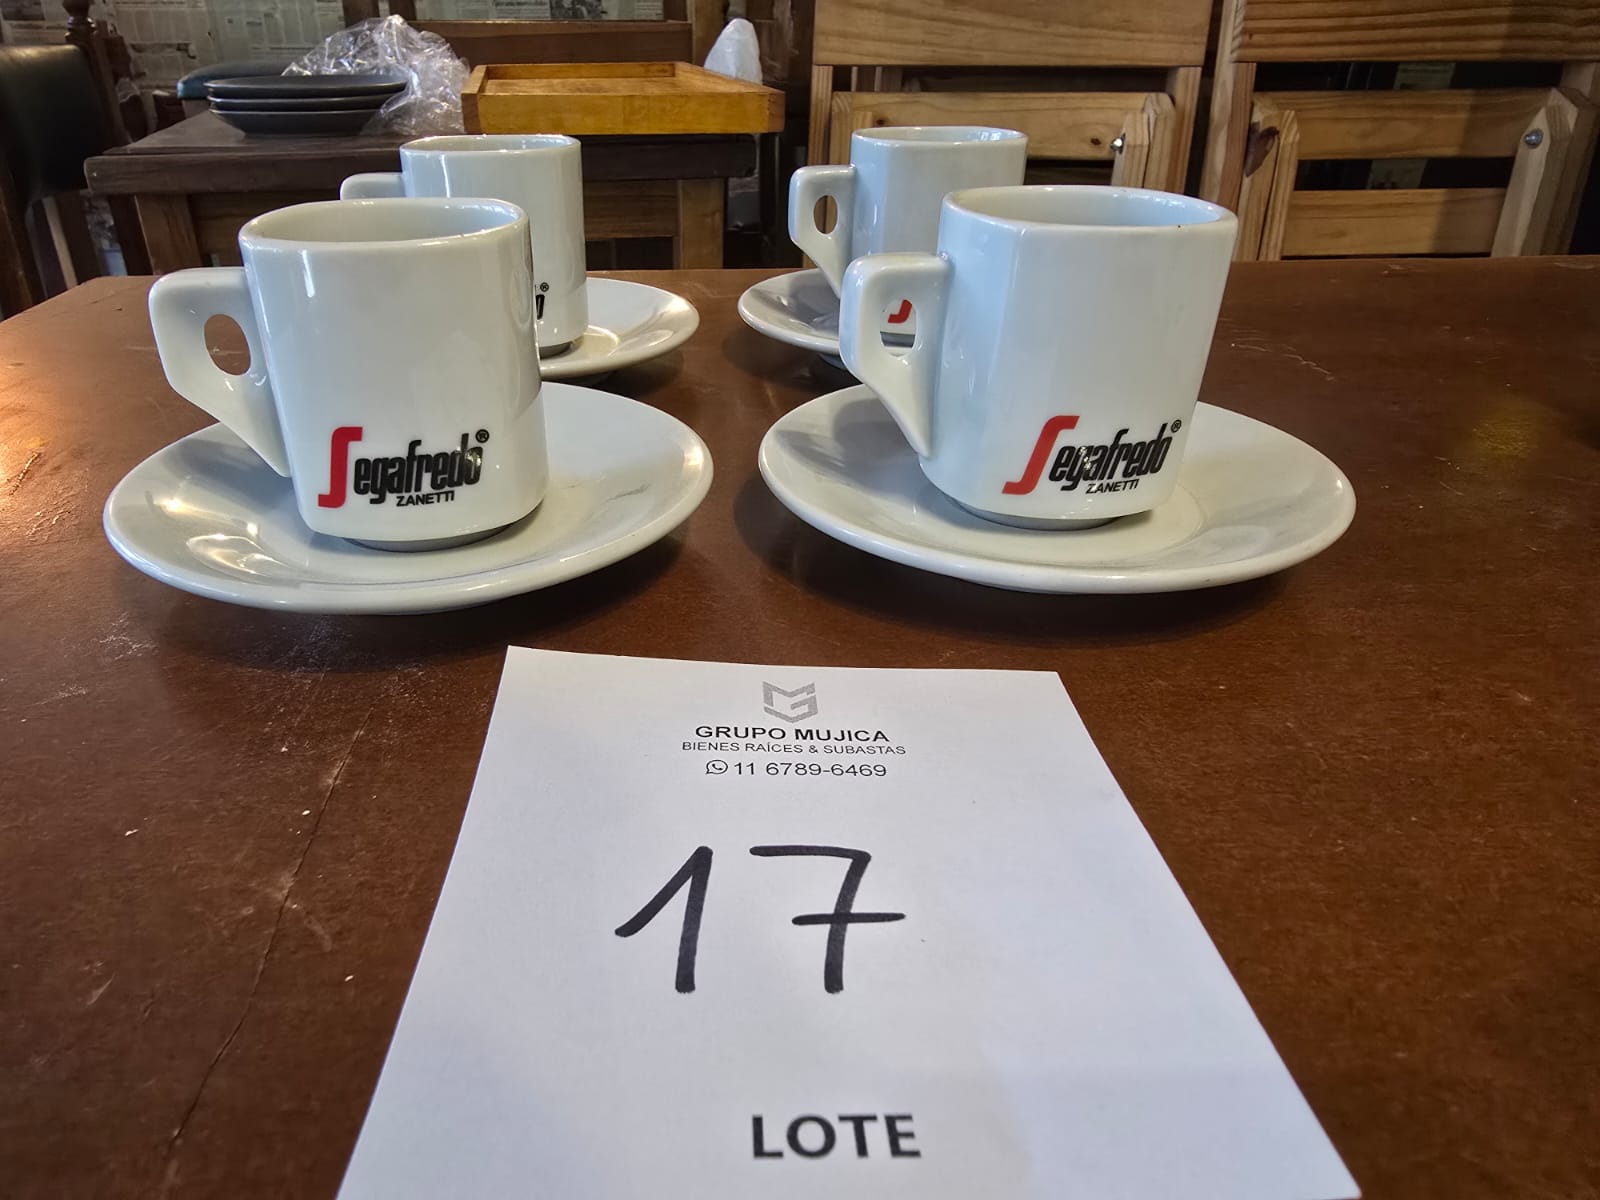 Segafredo®
ZANETTI
Segafredo®
ZANETTI
GRUPO MUJICA
BIENES RAÍCES & SUBASTAS
11 6789-6469
17
LOTE